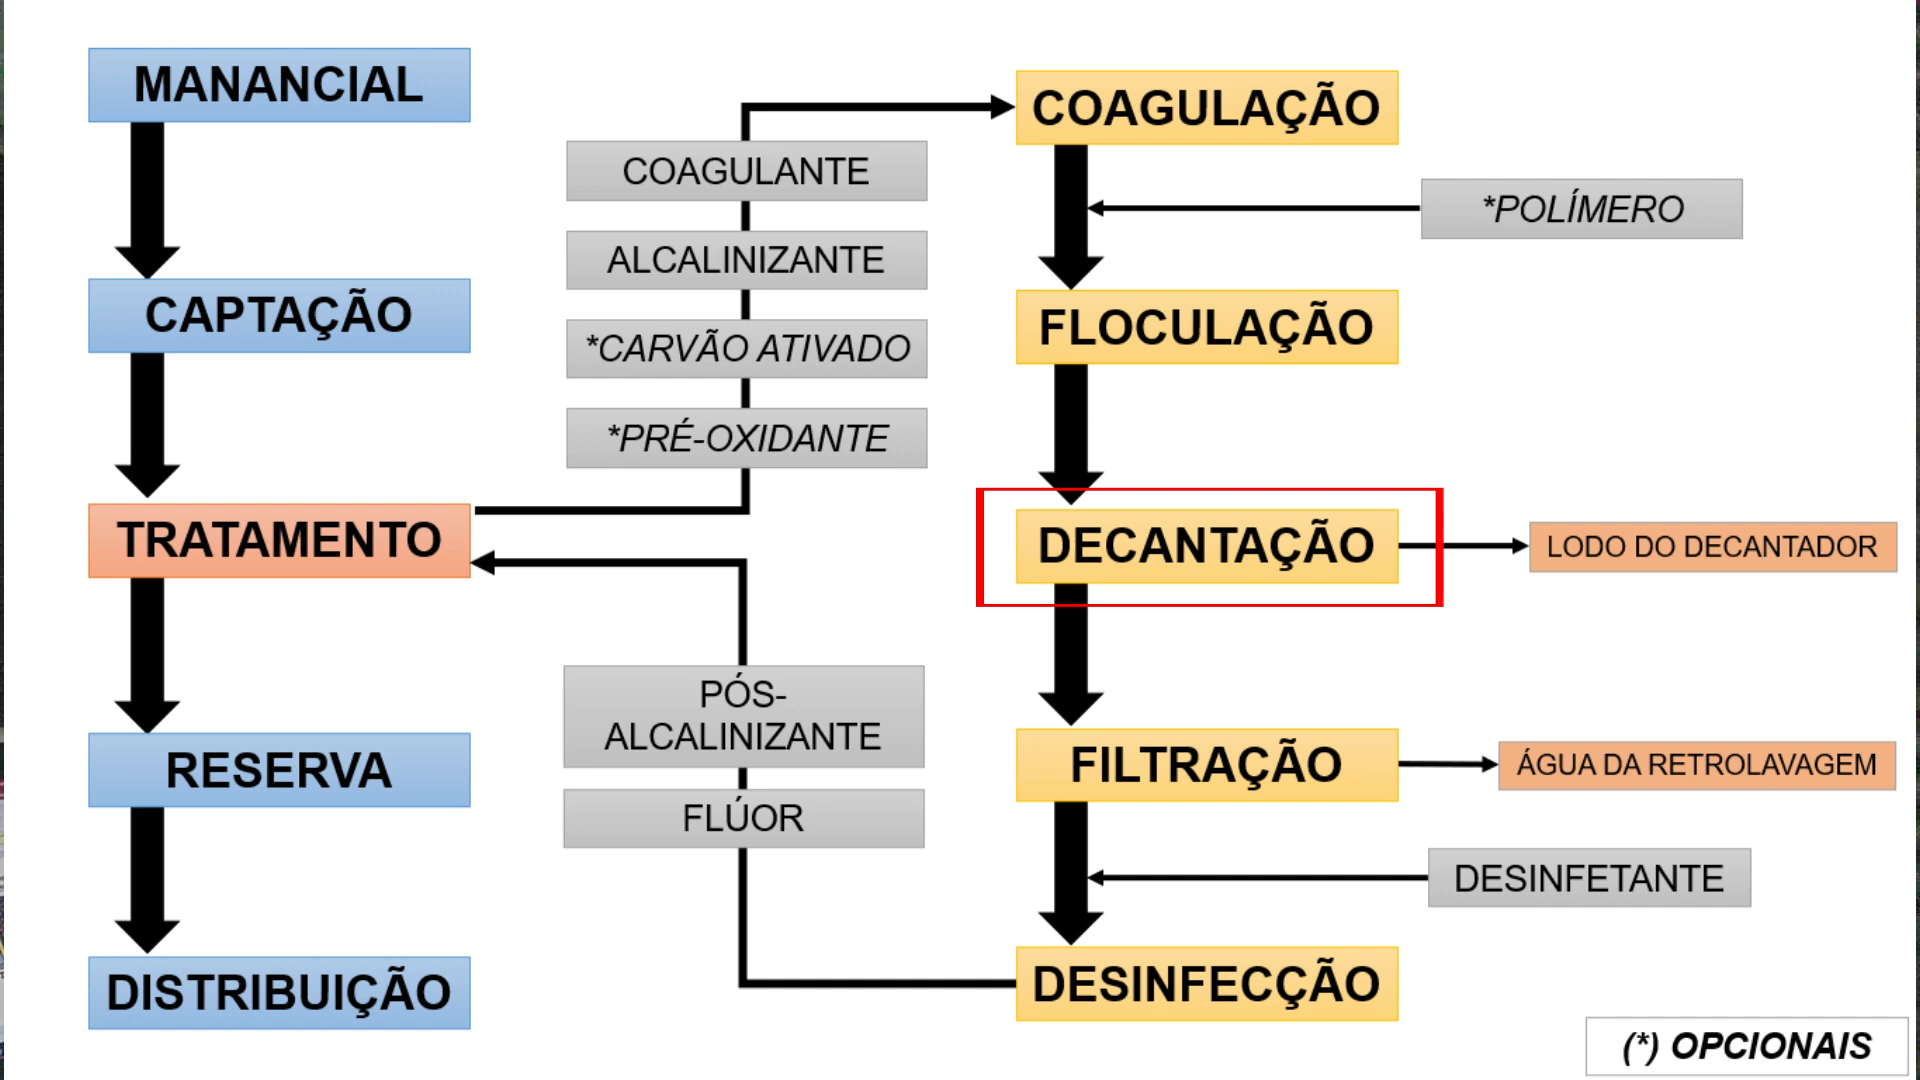 MANANCIAL
CAPTAÇÃO
TRATAMENTO
RESERVA
DISTRIBUIÇÃO
COAGULANTE
ALCALINIZANTE
*CARVÃO ATIVADO
*PRÉ-OXIDANTE
PÓS-
ALCALINIZANTE
FLÚOR
COAGULAÇÃO
*POLÍMERO
FLOCULAÇÃO
DECANTAÇÃO
LODO DO DECANTADOR
FILTRAÇÃO
ÁGUA DA RETROLAVAGEM
DESINFETANTE
DESINFECÇÃO
(*) OPCIONAIS